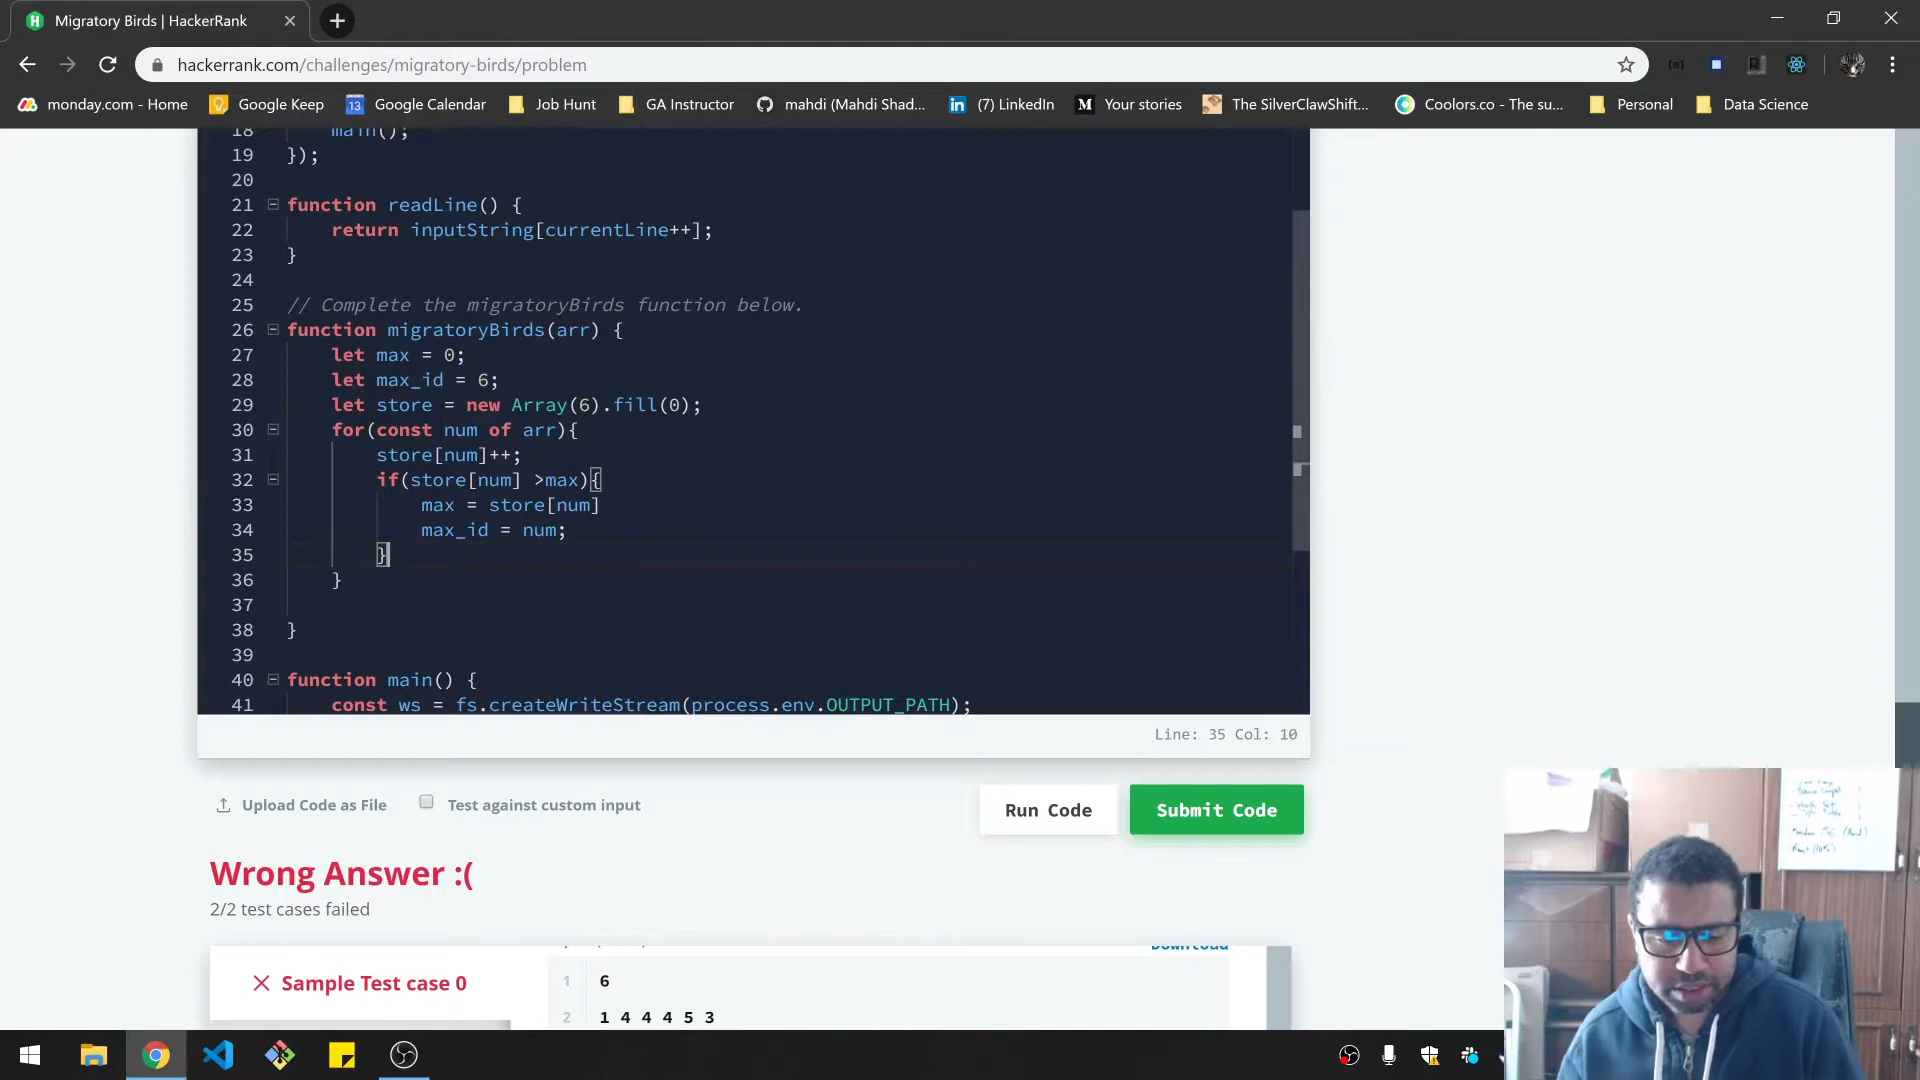 Migratory Birds | HackerRank
hackerrank.com/challenges/migratory-birds/problem
monday.com - Home
Google Keep
13 Google Calendar
Job Hunt
GA Instructor
mahdi (Mahdi Shad...
(7) LinkedIn
Your stories
The SilverClawShift...
Coolors.co - The su...
Personal
Data Science
18 main();
19 });
20
21 function readLine() {
22 return inputString[currentLine++];
23 }
24
25 // Complete the migratoryBirds function below.
26 function migratoryBirds(arr) {
27 let max = 0;
28 let max_id = 6;
29 let store = new Array(6).fill(0);
30 for(const num of arr){
31 store[num]++;
32 if(store[num] >max){
33 max = store[num]
34 max_id = num;
35 }
36 }
37
38 }
39
40 function main() {
41 const ws = fs.createWriteStream(process.env.OUTPUT_PATH);
Line: 35 Col: 10
Upload Code as File
Test against custom input
Run Code
Submit Code
Wrong Answer :(
2/2 test cases failed
Download
Sample Test case 0
1 6
2 1 4 4 4 5 3